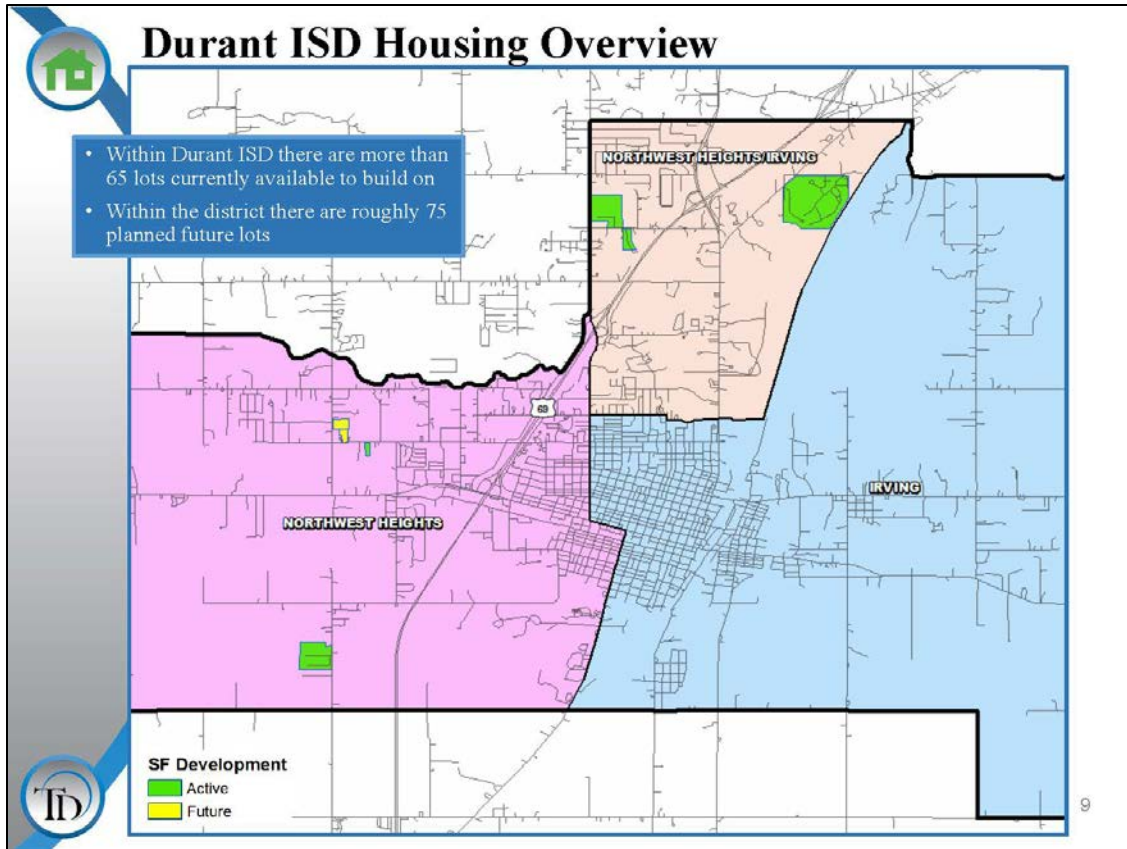 Durant ISD Housing Overview
• Within Durant ISD there are more than
65 lots currently available to build on
• Within the district there are roughly 75
planned future lots
NORTHWEST HEIGHTS/IRVING
69
IRVING
NORTHWEST HEIGHTS
SF Development
Active
Future
TD
9